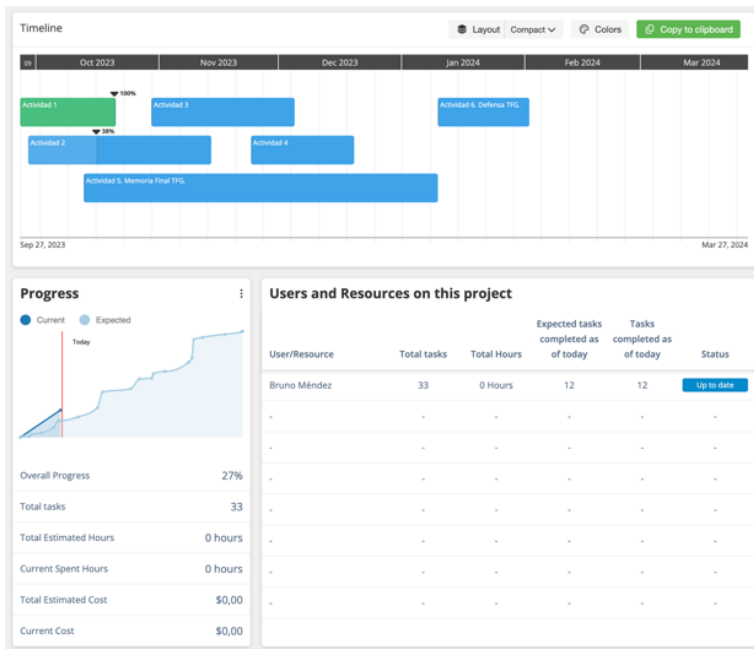 Timeline
Layout Compact Colors Copy to clipboard
09 Oct 2023 Nov 2023 Dec 2023 Jan 2024 Feb 2024 Mar 2024
100%
Actividad 1 Actividad 3 Actividad 6. Defensa TFG.
38%
Actividad 2 Actividad 4
Actividad 5. Memoria Final TFG.
Sep 27, 2023 Mar 27, 2024
Progress
Current Expected
Today
Overall Progress 27%
Total tasks 33
Total Estimated Hours 0 hours
Current Spent Hours 0 hours
Total Estimated Cost $0,00
Current Cost $0,00
Users and Resources on this project
User/Resource Total tasks Total Hours Expected tasks completed as of today Tasks completed as of today Status
Bruno Méndez 33 0 Hours 12 12 Up to date
- - - - - -
- - - - - -
- - - - - -
- - - - - -
- - - - - -
- - - - - -
- - - - - -